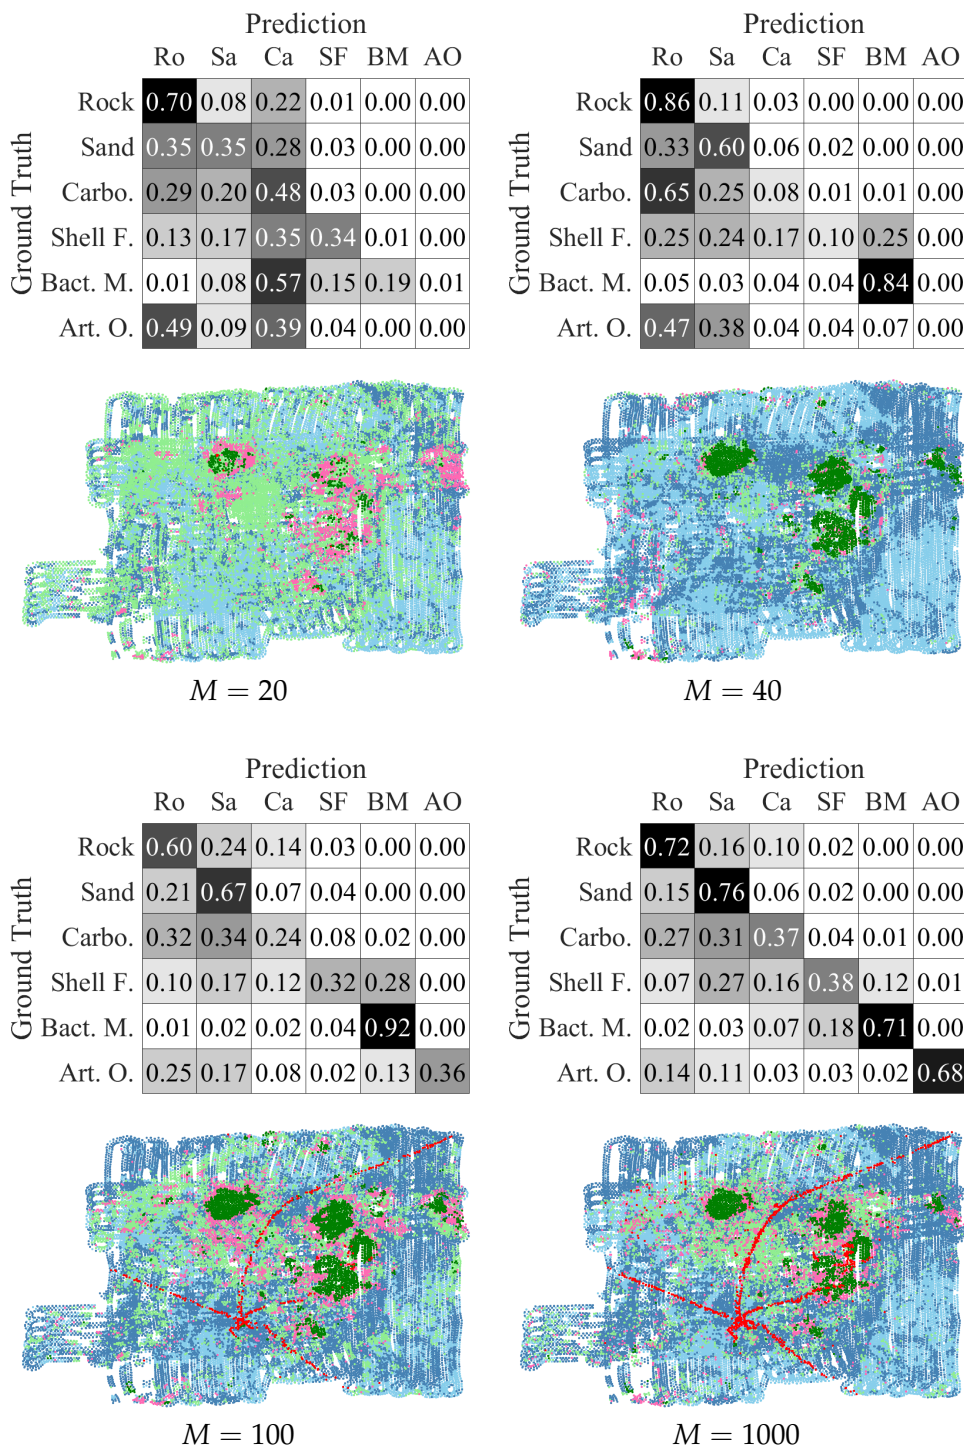 Prediction
Ro Sa Ca SF BM AO
Ground Truth
Rock 0.70 0.08 0.22 0.01 0.00 0.00
Sand 0.35 0.35 0.28 0.03 0.00 0.00
Carbo. 0.29 0.20 0.48 0.03 0.00 0.00
Shell F. 0.13 0.17 0.35 0.34 0.01 0.00
Bact. M. 0.01 0.08 0.57 0.15 0.19 0.01
Art. O. 0.49 0.09 0.39 0.04 0.00 0.00
M = 20
Prediction
Ro Sa Ca SF BM AO
Ground Truth
Rock 0.86 0.11 0.03 0.00 0.00 0.00
Sand 0.33 0.60 0.06 0.02 0.00 0.00
Carbo. 0.65 0.25 0.08 0.01 0.01 0.00
Shell F. 0.25 0.24 0.17 0.10 0.25 0.00
Bact. M. 0.05 0.03 0.04 0.04 0.84 0.00
Art. O. 0.47 0.38 0.04 0.04 0.07 0.00
M = 40
Prediction
Ro Sa Ca SF BM AO
Ground Truth
Rock 0.60 0.24 0.14 0.03 0.00 0.00
Sand 0.21 0.67 0.07 0.04 0.00 0.00
Carbo. 0.32 0.34 0.24 0.08 0.02 0.00
Shell F. 0.10 0.17 0.12 0.32 0.28 0.00
Bact. M. 0.01 0.02 0.02 0.04 0.92 0.00
Art. O. 0.25 0.17 0.08 0.02 0.13 0.36
M = 100
Prediction
Ro Sa Ca SF BM AO
Ground Truth
Rock 0.72 0.16 0.10 0.02 0.00 0.00
Sand 0.15 0.76 0.06 0.02 0.00 0.00
Carbo. 0.27 0.31 0.37 0.04 0.01 0.00
Shell F. 0.07 0.27 0.16 0.38 0.12 0.01
Bact. M. 0.02 0.03 0.07 0.18 0.71 0.00
Art. O. 0.14 0.11 0.03 0.03 0.02 0.68
M = 1000